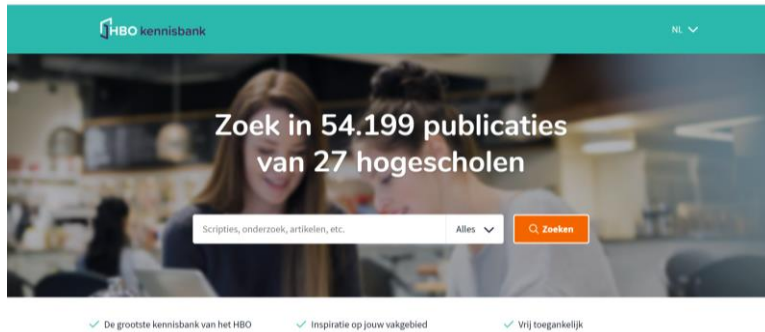 HBO kennisbank
NL
Zoek in 54.199 publicaties
van 27 hogescholen
Scripties, onderzoek, artikelen, etc.
Alles
Zoeken
De grootste kennisbank van het HBO
Inspiratie op jouw vakgebied
Vrij toegankelijk